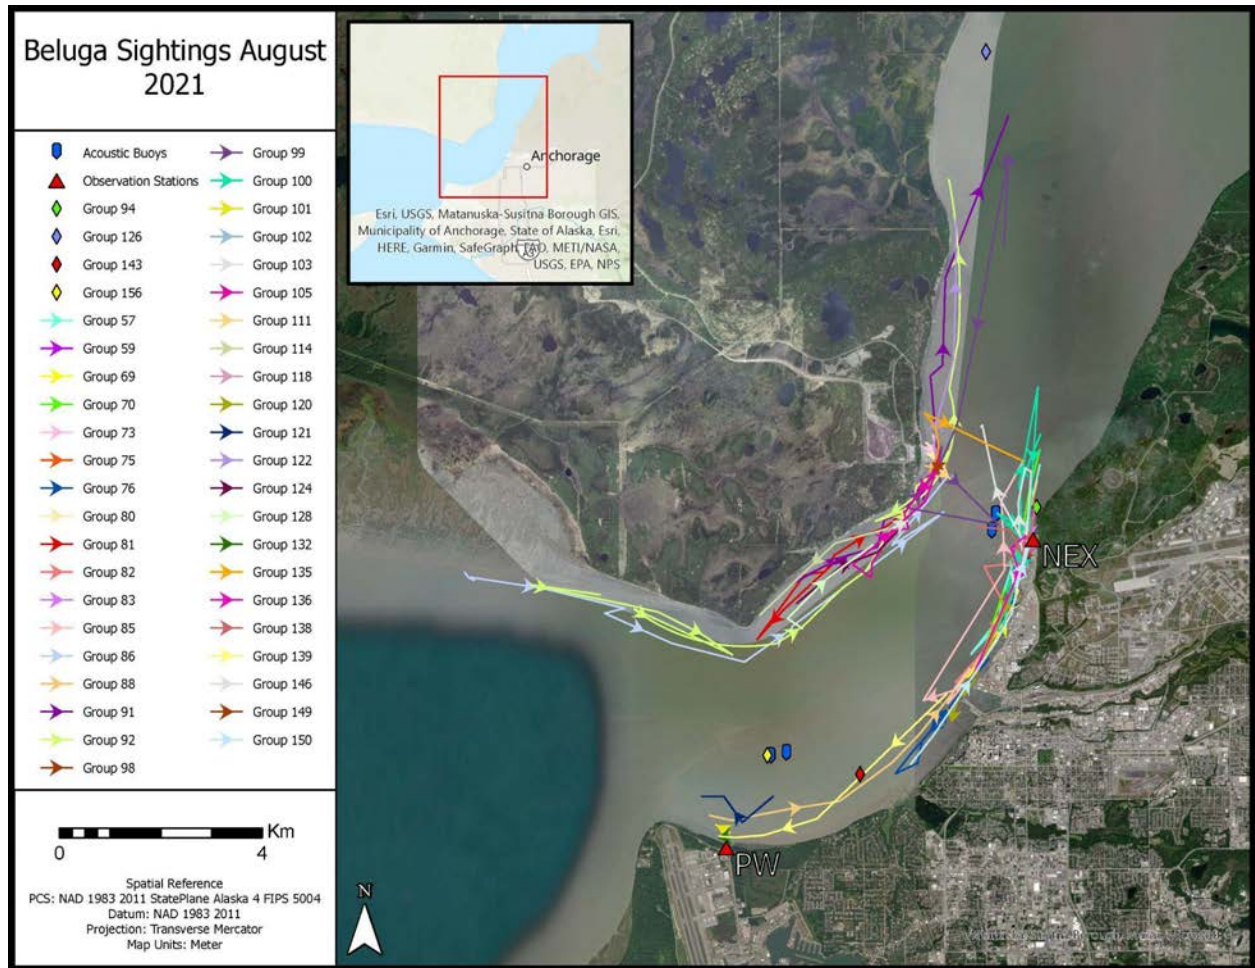 Beluga Sightings August
2021
Acoustic Buoys
Observation Stations
Group 94
Group 126
Group 143
Group 156
Group 57
Group 59
Group 69
Group 70
Group 73
Group 75
Group 76
Group 80
Group 81
Group 82
Group 83
Group 85
Group 86
Group 88
Group 91
Group 92
Group 98
Group 99
Group 100
Group 101
Group 102
Group 103
Group 105
Group 111
Group 114
Group 118
Group 120
Group 121
Group 122
Group 124
Group 128
Group 132
Group 135
Group 136
Group 138
Group 139
Group 146
Group 149
Group 150
Km
0 4
Spatial Reference
PCS: NAD 1983 2011 StatePlane Alaska 4 FIPS 5004
Datum: NAD 1983 2011
Projection: Transverse Mercator
Map Units: Meter
Anchorage
Esri, USGS, Matanuska-Susitna Borough GIS,
Municipality of Anchorage, State of Alaska, Esri,
HERE, Garmin, SafeGraph, FAO, METI/NASA,
USGS, EPA, NPS
NEX
PW
N